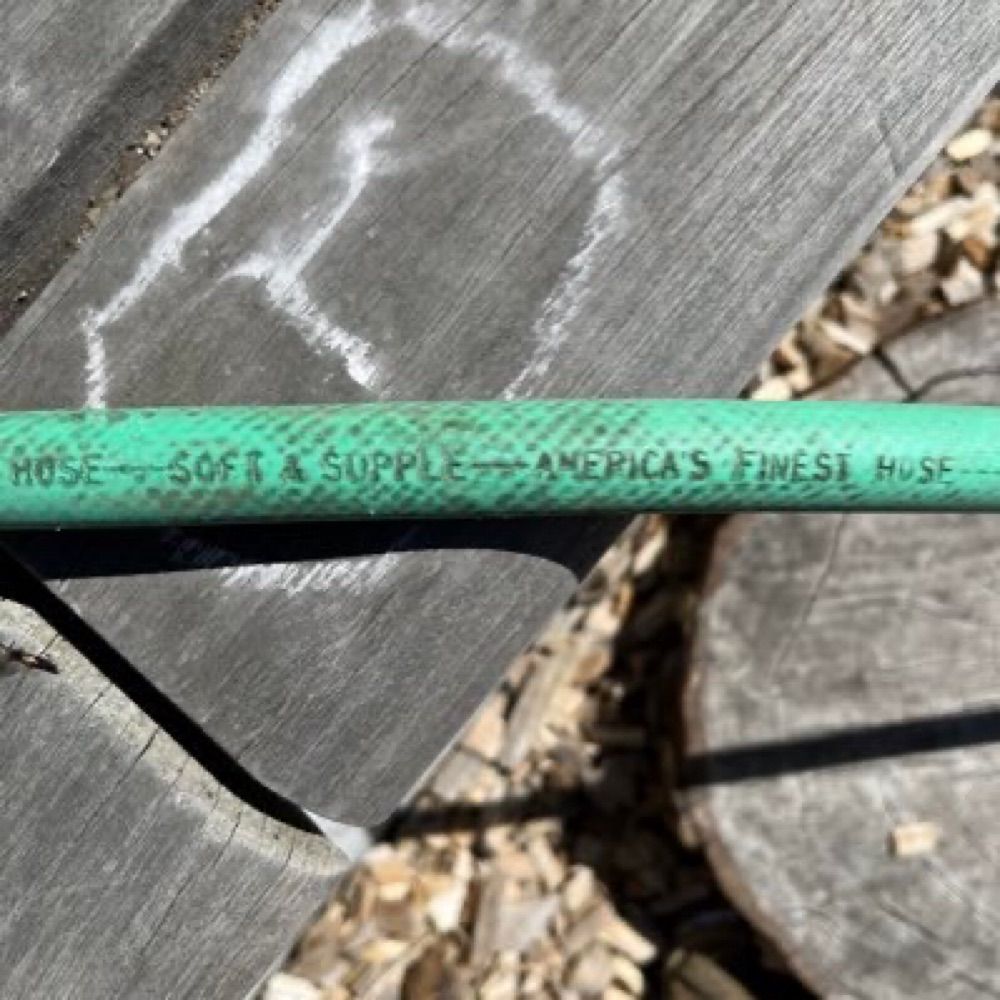 HOSE--·-SOFT & SUPPLE---AMERICA'S FINEST HOSE---